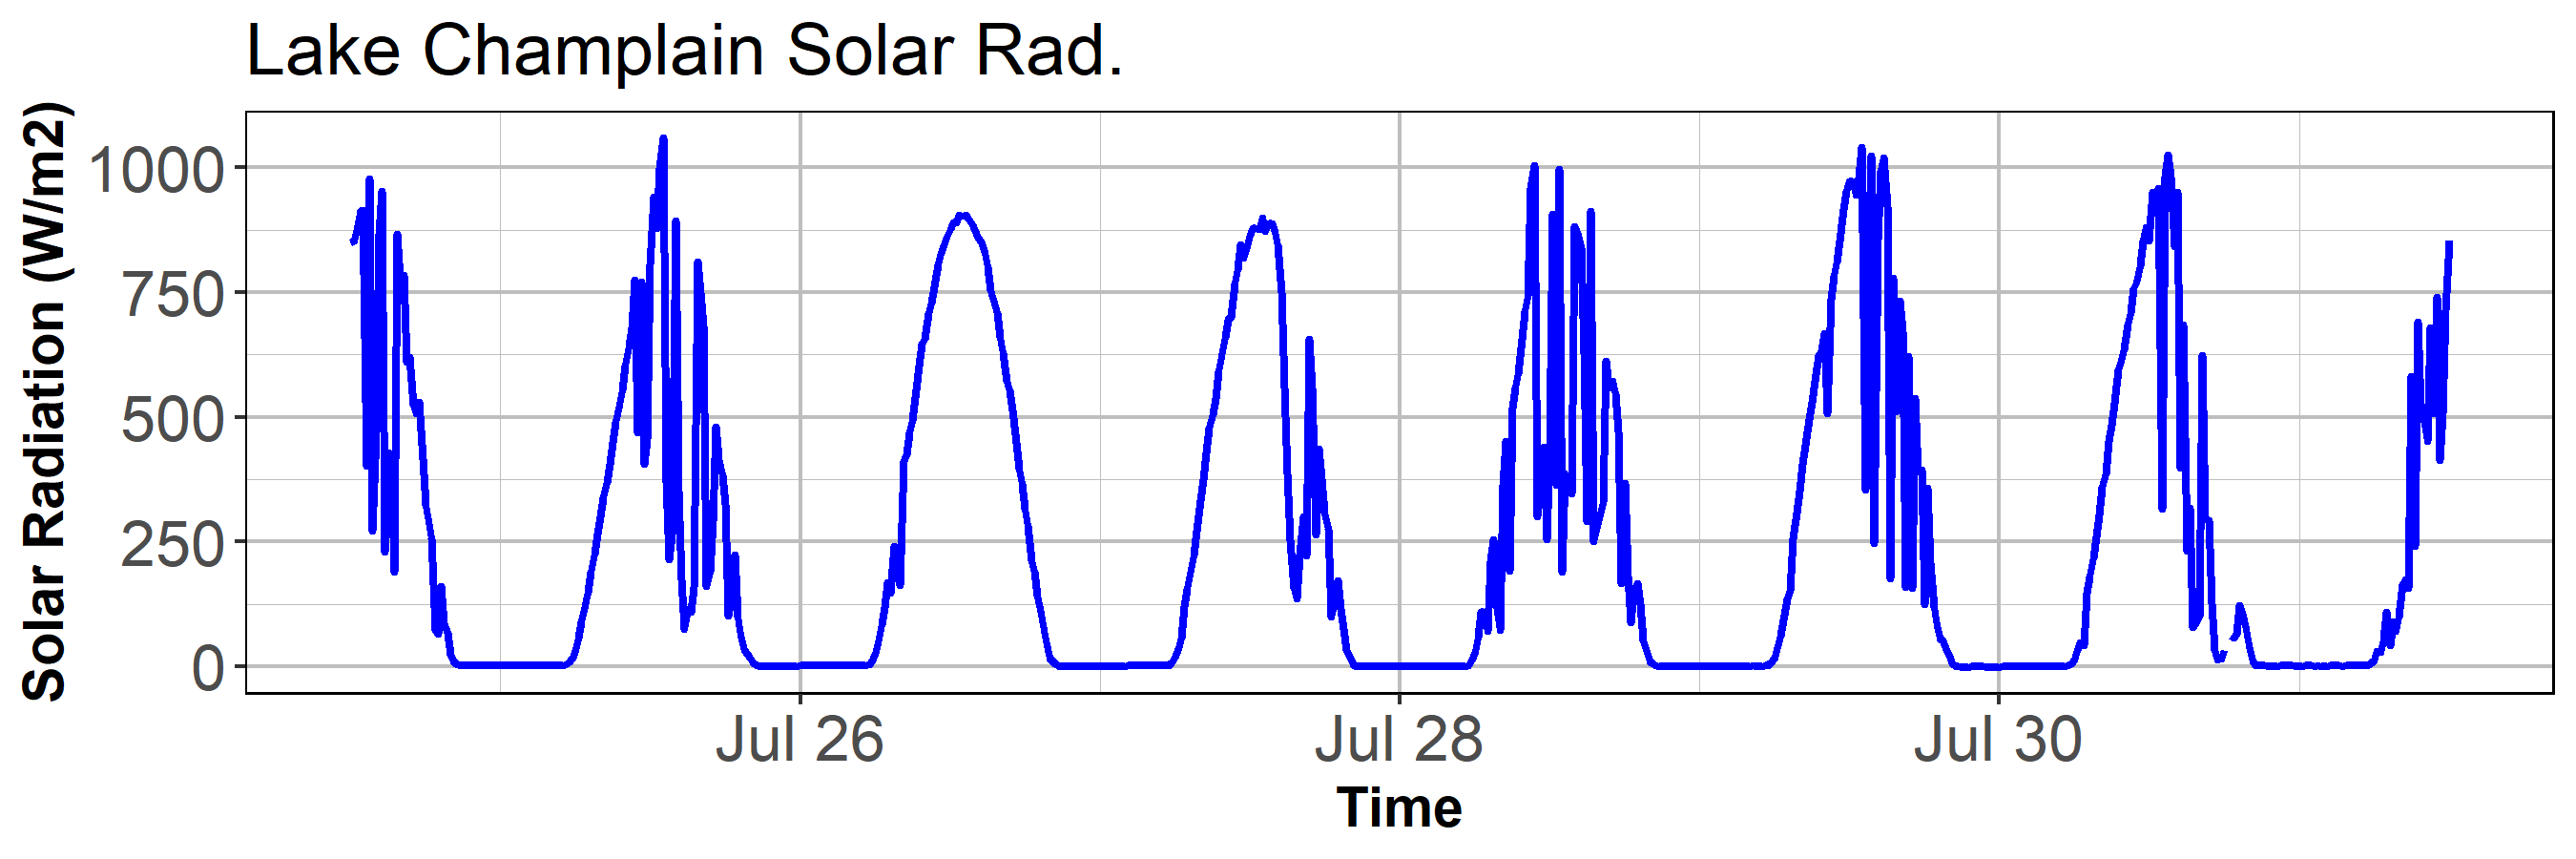 Lake Champlain Solar Rad.
Solar Radiation (W/m2)
1000
750
500
250
0
Jul 26
Jul 28
Jul 30
Time